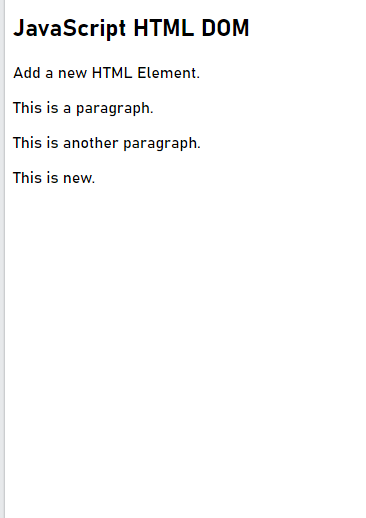 JavaScript HTML DOM
Add a new HTML Element.
This is a paragraph.
This is another paragraph.
This is new.